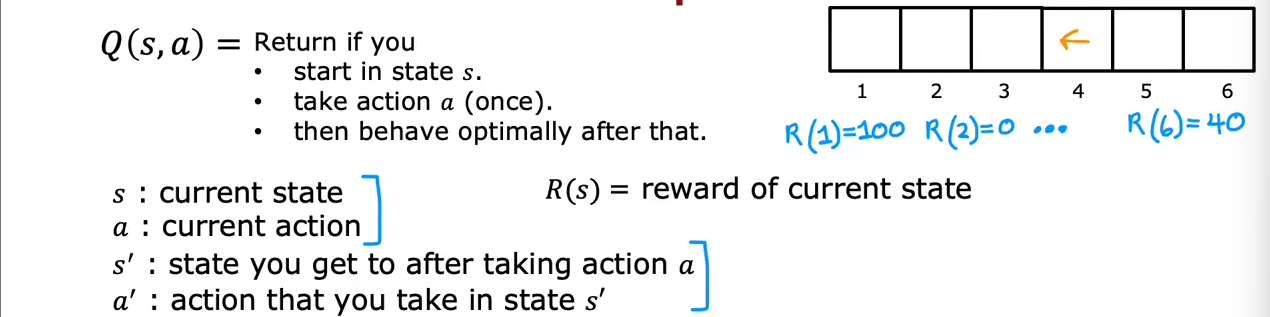 Q(s, a) = Return if you
• start in state s.
• take action a (once).
• then behave optimally after that.
1 2 3 4 5 6
R(1)=100 R(2)=0 ... R(6)=40
s : current state
a : current action
R(s) = reward of current state
s′ : state you get to after taking action a
a′ : action that you take in state s′